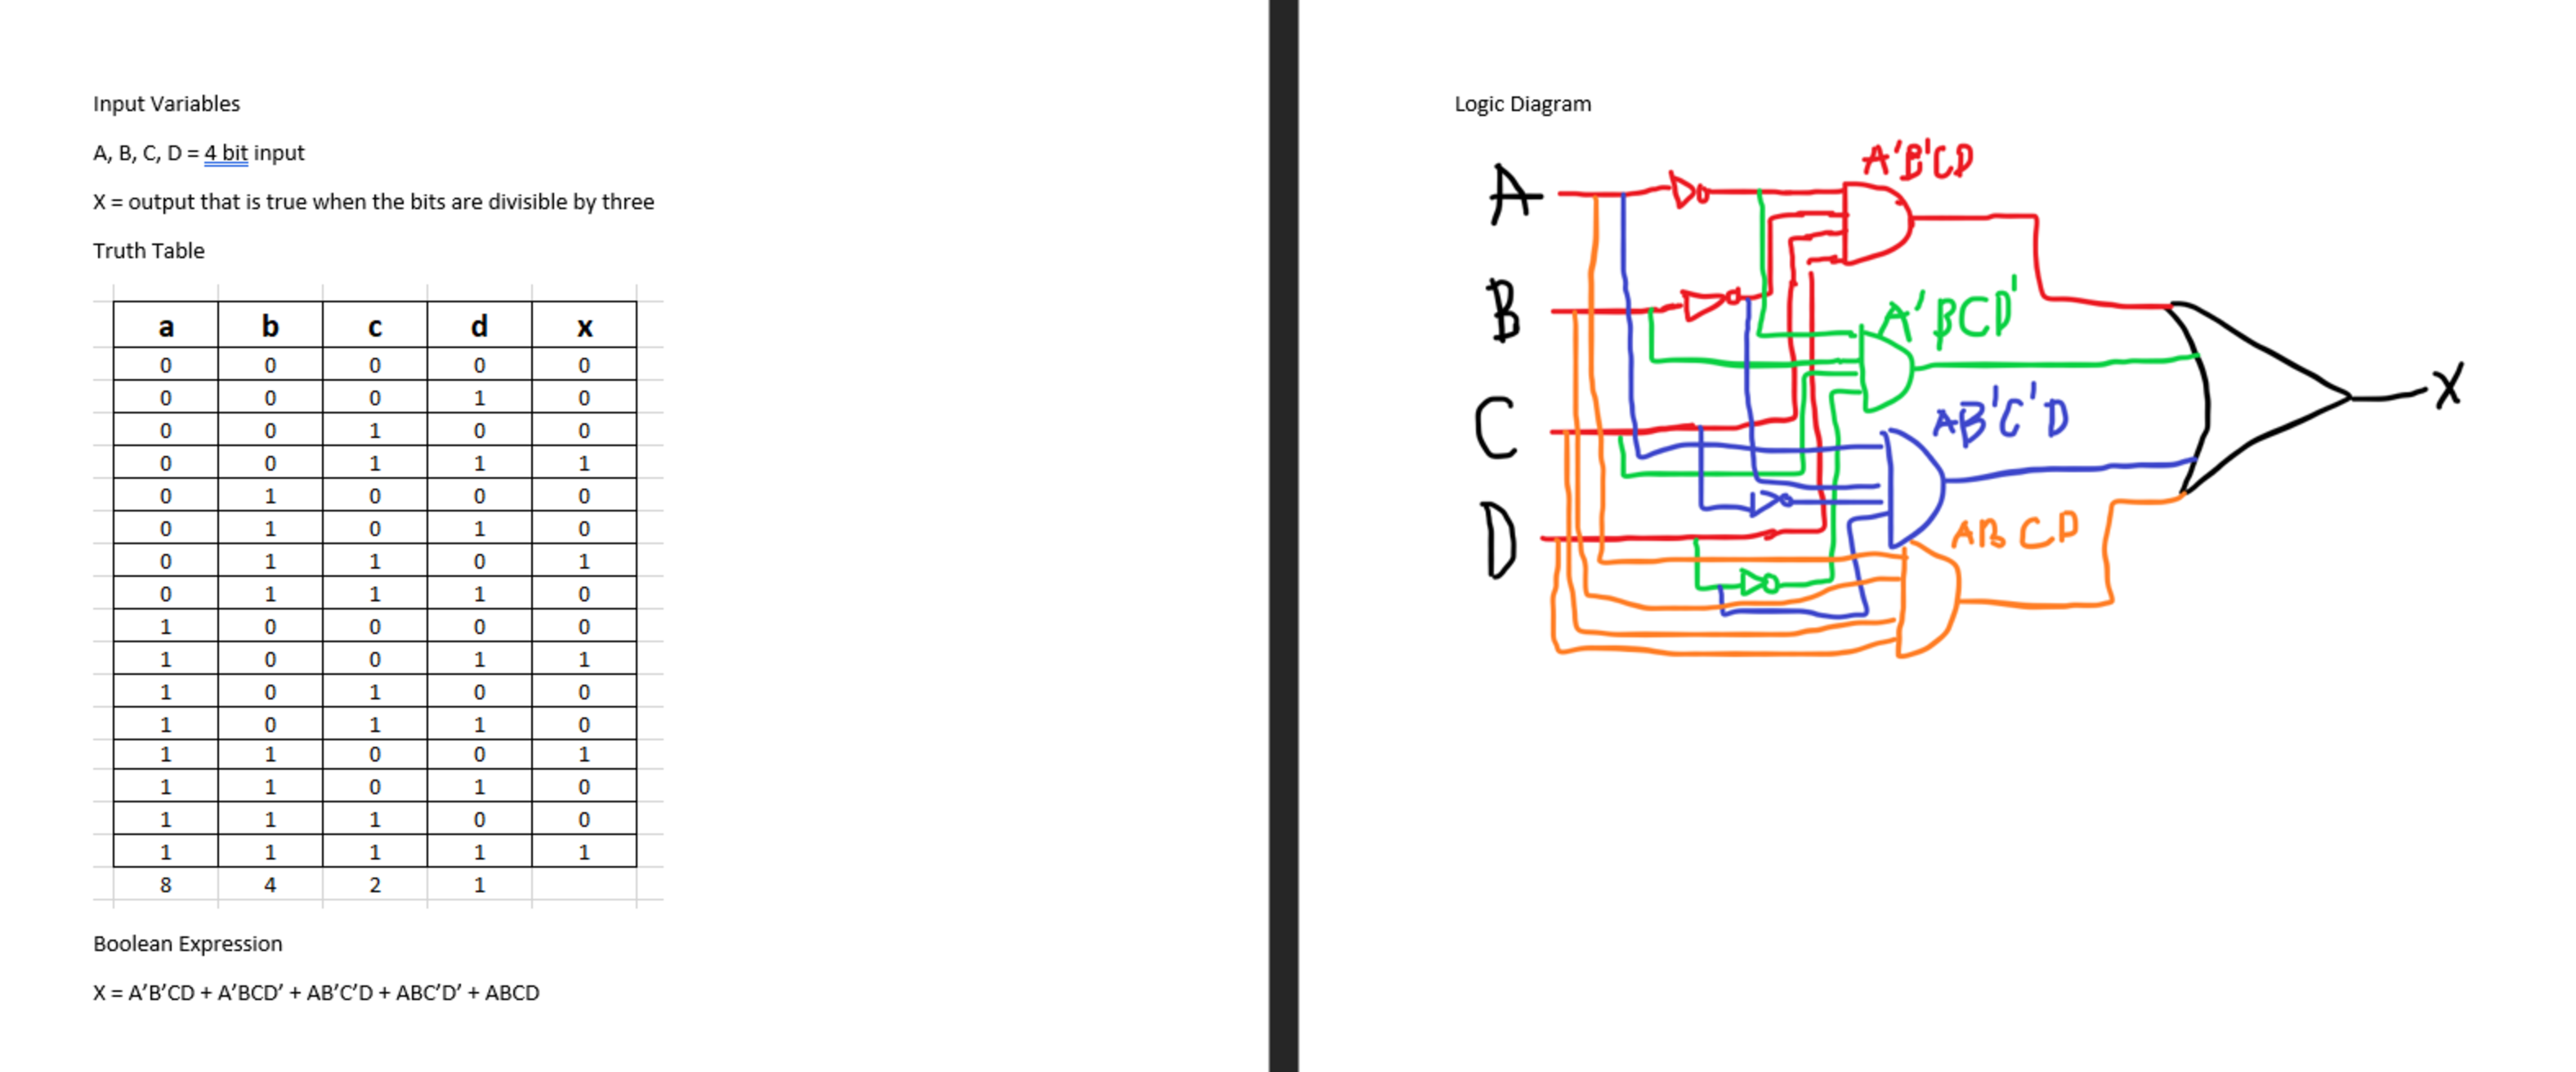 Input Variables
A, B, C, D = 4 bit input
X = output that is true when the bits are divisible by three
Truth Table
a b c d x
0 0 0 0 0
0 0 0 1 0
0 0 1 0 0
0 0 1 1 1
0 1 0 0 0
0 1 0 1 0
0 1 1 0 1
0 1 1 1 0
1 0 0 0 0
1 0 0 1 1
1 0 1 0 0
1 0 1 1 0
1 1 0 0 1
1 1 0 1 0
1 1 1 0 0
1 1 1 1 1
8 4 2 1
Boolean Expression
X = A’B’CD + A’BCD’ + AB’C’D + ABC’D’ + ABCD
Logic Diagram
A'B'CD
A
B
A'BCD'
X
C
AB'C'D
D
ABCD